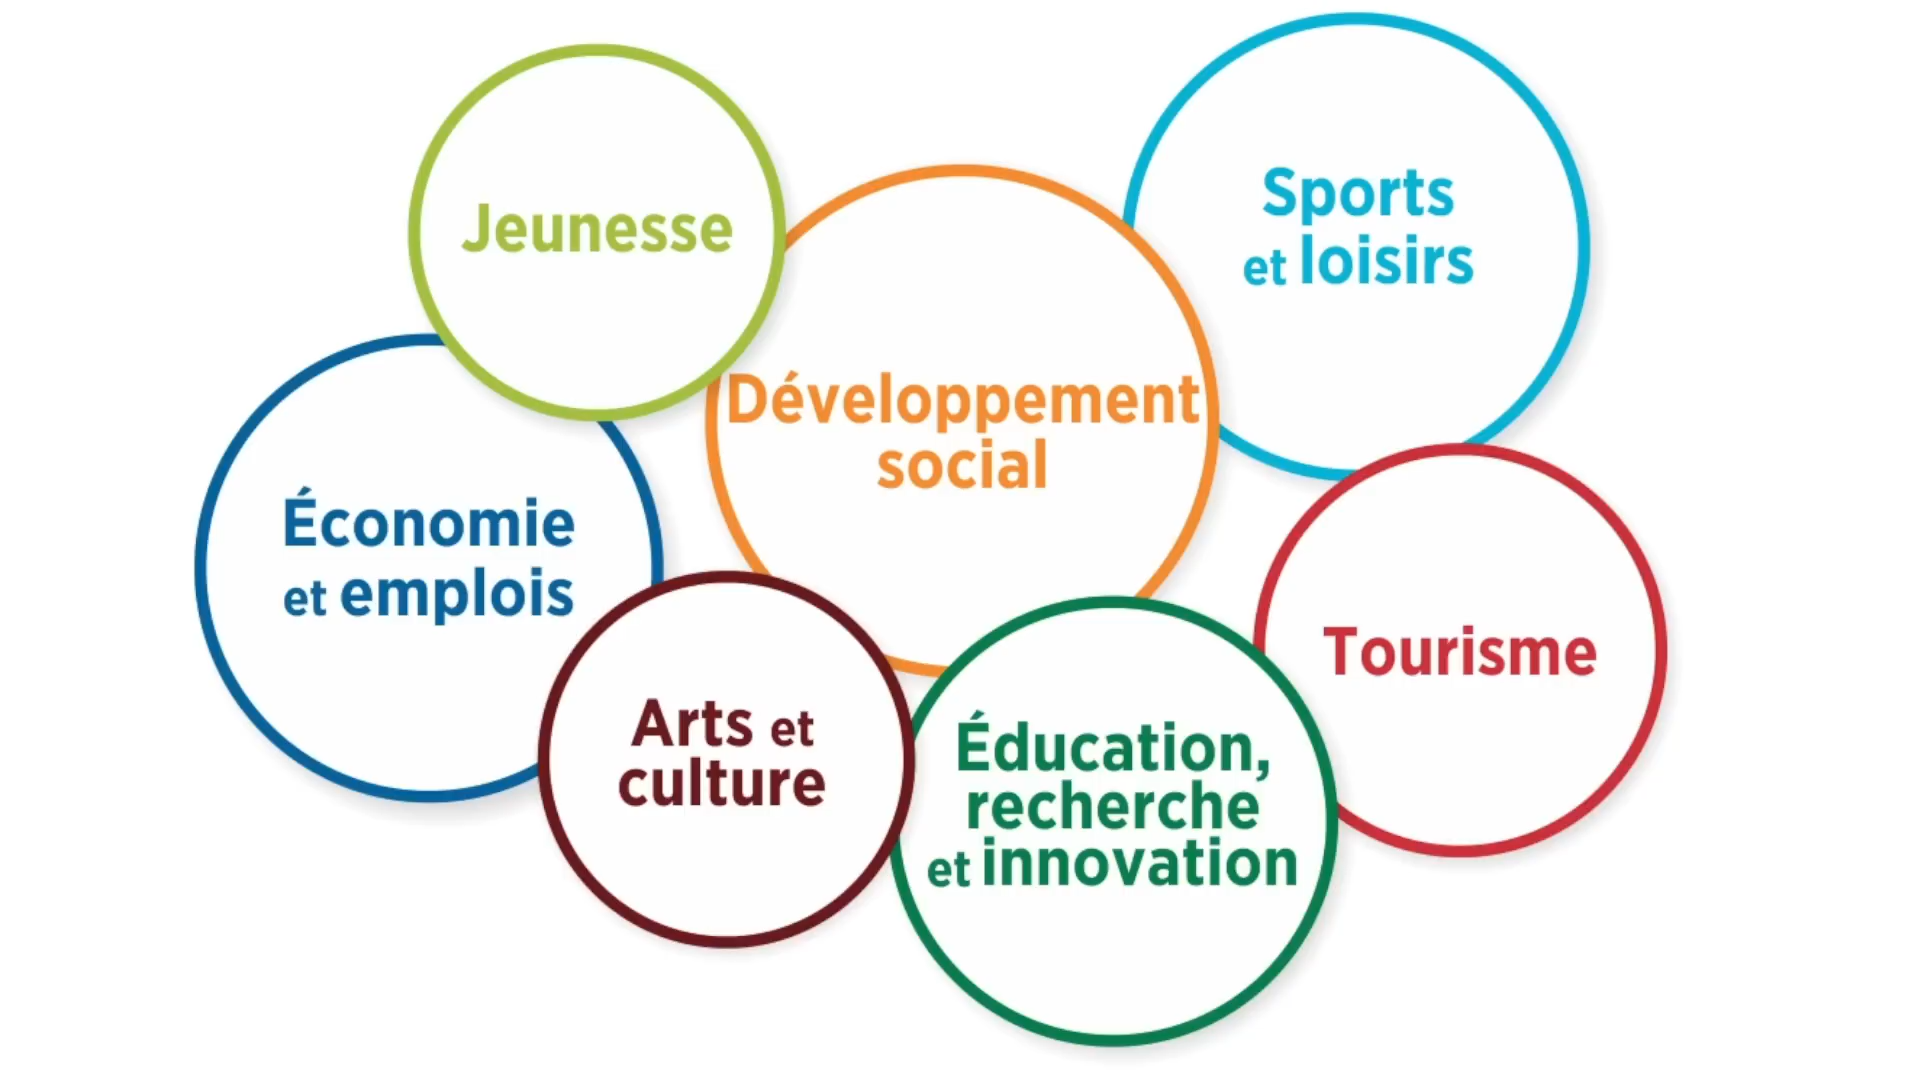 Jeunesse
Sports
et loisirs
Développement
social
Économie
et emplois
Tourisme
Arts et
culture
Éducation,
recherche
et innovation